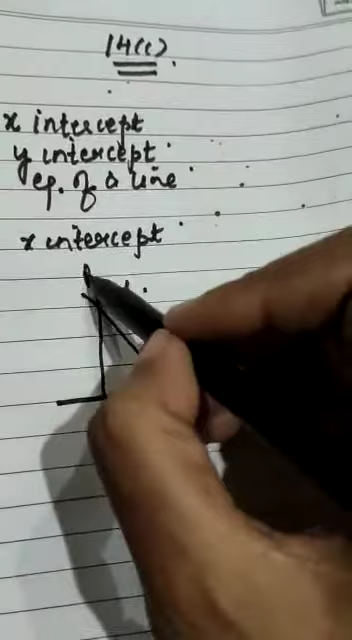 14(c).
x intercept
y intercept
eq. of a line
x intercept